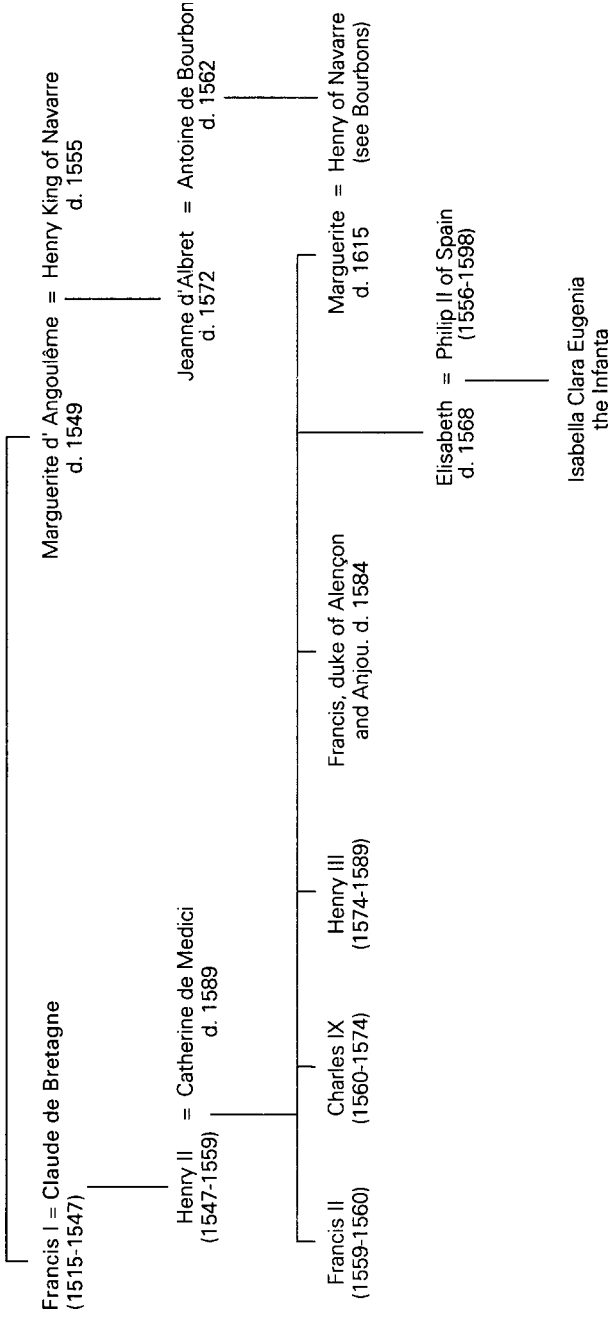 Francis I = Claude de Bretagne
(1515-1547)
Marguerite d' Angoulême = Henry King of Navarre
d. 1549
d. 1555
Henry II = Catherine de Medici
(1547-1559)
d. 1589
Jeanne d'Albret = Antoine de Bourbon
d. 1572
d. 1562
Francis II
(1559-1560)
Charles IX
(1560-1574)
Henry III
(1574-1589)
Francis, duke of Alençon
and Anjou. d. 1584
Marguerite = Henry of Navarre
d. 1615
(see Bourbons)
Elisabeth = Philip II of Spain
d. 1568
(1556-1598)
Isabella Clara Eugenia
the Infanta